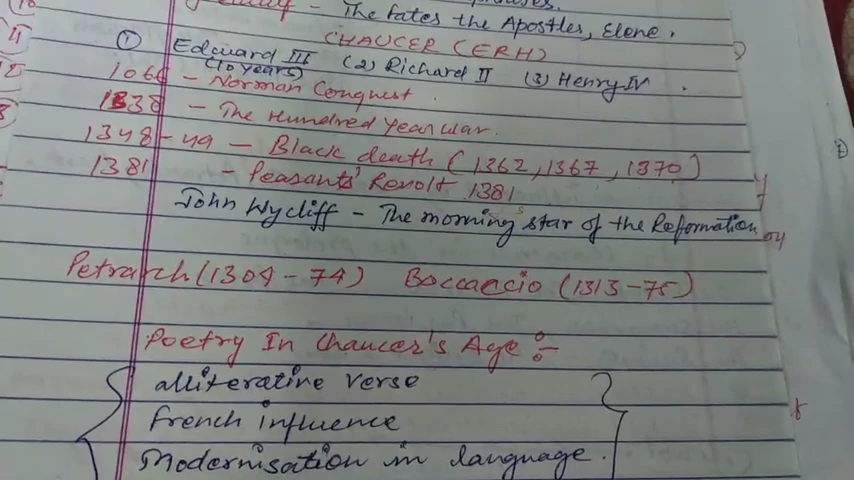 - The fates the Apostles, Elene.
CHAUCER (ERH)
① Edward III (2) Richard II (3) Henry IV
(10 years)
1066 - Norman Conquest.
1338 - The Hundred Year War.
1348-49 - Black death (1362, 1367, 1370)
1381 - Peasants' Revolt 1381
John Wycliff - The morning star of the Reformation
Petrarch (1304-74) Boccaccio (1313-75)
Poetry In Chaucer's Age :-
alliterative verse
French influence
Modernisation in language.